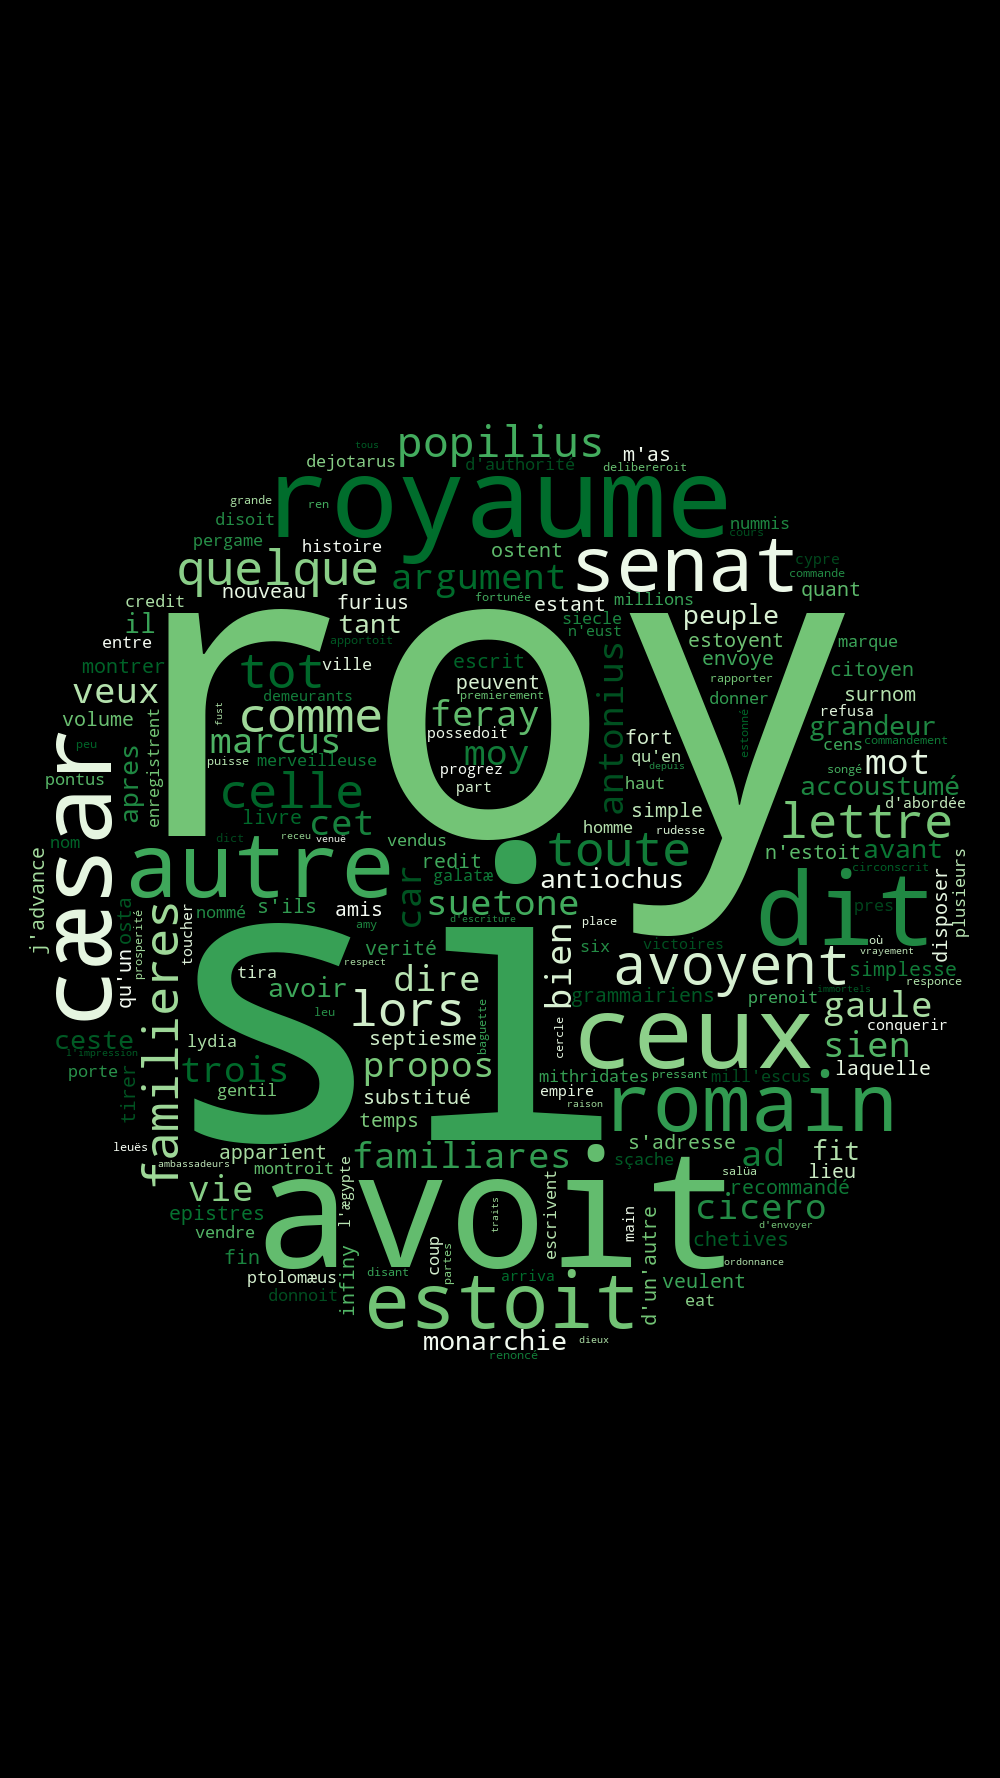 tous
popilius
m'as
dejotarus
d'authorité
delibereroit
royaume
grande
ren
disoit
nummis
cours
pergame
histoire
ostent
senat
cypre
quelque
argument
commande
nouveau
fortunée
millions
quant
credit
furius
estant
siecle
peuple
il
tant
n'eust
entre
apportoit
roy
estoyent
marque
montrer
tot
ville
escrit
antonius
envoye
citoyen
veux
demeurants
peuvent
rapporter
surnom
premierement
donner
refusa
volume
fust
comme
feray
estonné
grandeur
peu
marcus
possedoit
fort
cens
commandement
apres
enregistrent
puisse
merveilleuse
moy
qu'en
mot
depuis
songé
pontus
progrez
haut
accoustumé
cæsar
celle
part
simple
d'abordée
livre
cet
homme
rudesse
lettre
nom
dict
receu
venue
vendus
toute
n'estoit
avant
j'advance
autre
redit
galatæ
antiochus
circonscrit
plusieurs
car
suetone
dit
pres
disposer
osta
nommé
s'ils
amis
amy
d'escriture
place
prosperité
toucher
familieres
si
verité
bien
six
victoires
où
vrayement
qu'un
tira
respect
dire
avoyent
simplesse
responce
avoir
leu
lors
grammairiens
prenoit
immortels
gaule
baguette
cercle
ceux
conquerir
ceste
lydia
septiesme
sien
l'impression
porte
trois
propos
mithridates
pressant
mill'escus
laquelle
tirer
gentil
substitué
empire
raison
romain
temps
leuës
apparient
familiares
s'adresse
ad
fit
ambassadeurs
montroit
sçache
salüa
lieu
vie
l'ægypte
avoit
escrivent
recommandé
epistres
traits
main
d'un'autre
cicero
d'envoyer
vendre
coup
partes
chetives
fin
infiny
ordonnance
ptolomæus
disant
arriva
veulent
donnoit
estoit
eat
monarchie
dieux
renoncé